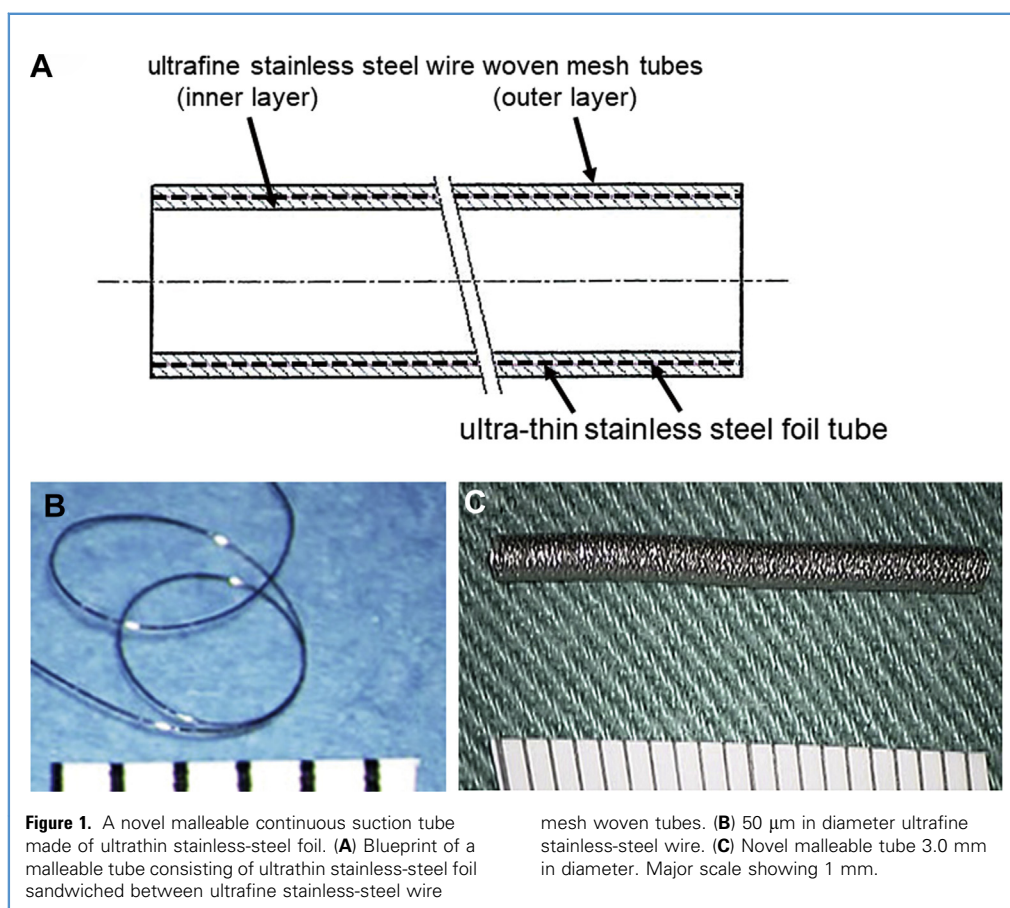 A
ultrafine stainless steel wire woven mesh tubes
(inner layer) (outer layer)
ultra-thin stainless steel foil tube
B
C
Figure 1. A novel malleable continuous suction tube
made of ultrathin stainless-steel foil. (A) Blueprint of a
malleable tube consisting of ultrathin stainless-steel foil
sandwiched between ultrafine stainless-steel wire
mesh woven tubes. (B) 50 μm in diameter ultrafine
stainless-steel wire. (C) Novel malleable tube 3.0 mm
in diameter. Major scale showing 1 mm.